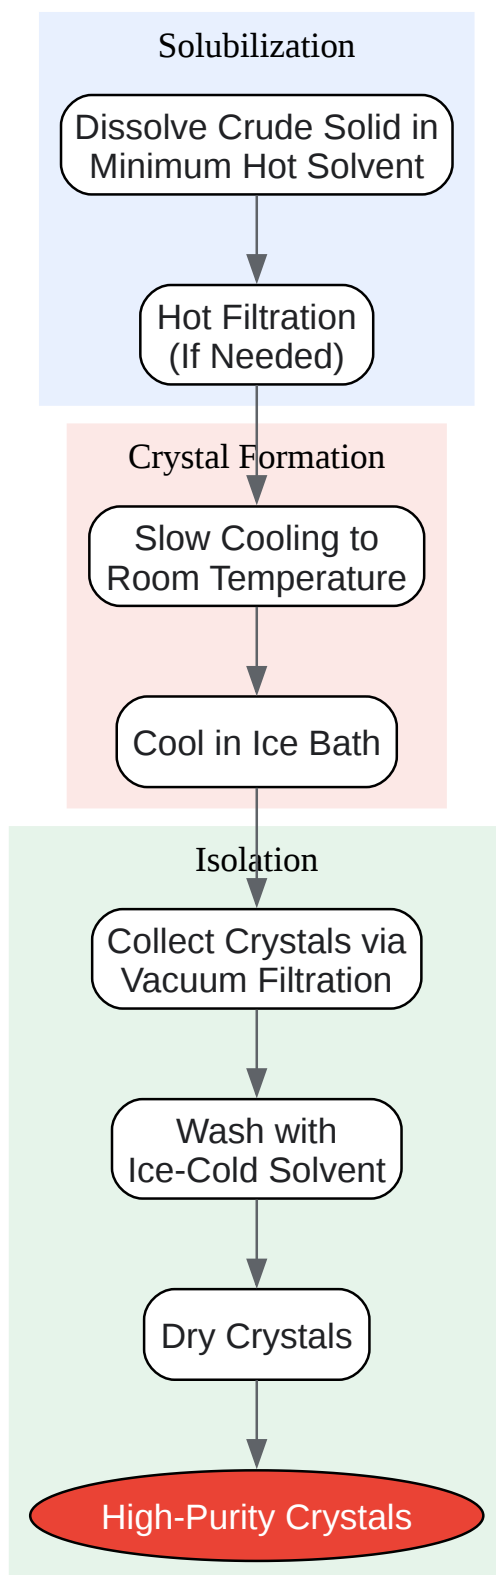 Solubilization
Dissolve Crude Solid in
Minimum Hot Solvent
Hot Filtration
(If Needed)
Crystal Formation
Slow Cooling to
Room Temperature
Cool in Ice Bath
Isolation
Collect Crystals via
Vacuum Filtration
Wash with
Ice-Cold Solvent
Dry Crystals
High-Purity Crystals